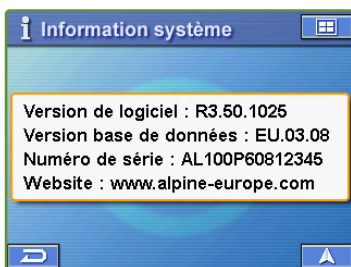 Information système
Version de logiciel : R3.50.1025
Version base de données : EU.03.08
Numéro de série : AL100P60812345
Website : www.alpine-europe.com